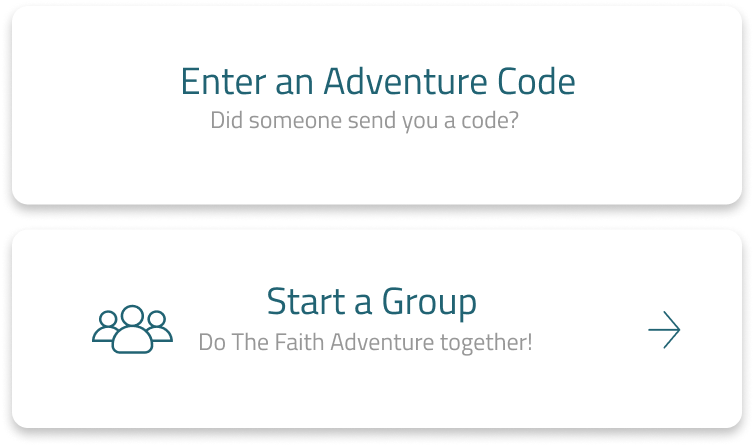 Enter an Adventure Code
Did someone send you a code?
Start a Group
Do The Faith Adventure together!